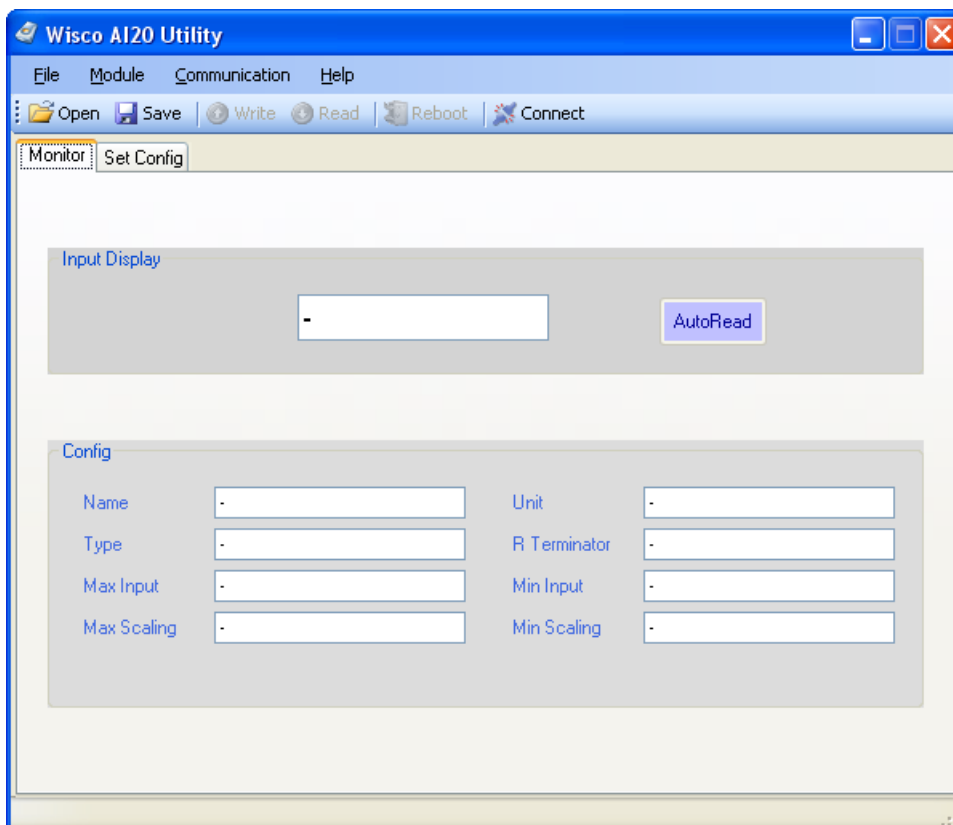 Wisco AI20 Utility
File Module Communication Help
Open Save Write Read Reboot Connect
Monitor Set Config
Input Display
- AutoRead
Config
Name - Unit -
Type - R Terminator -
Max Input - Min Input -
Max Scaling - Min Scaling -